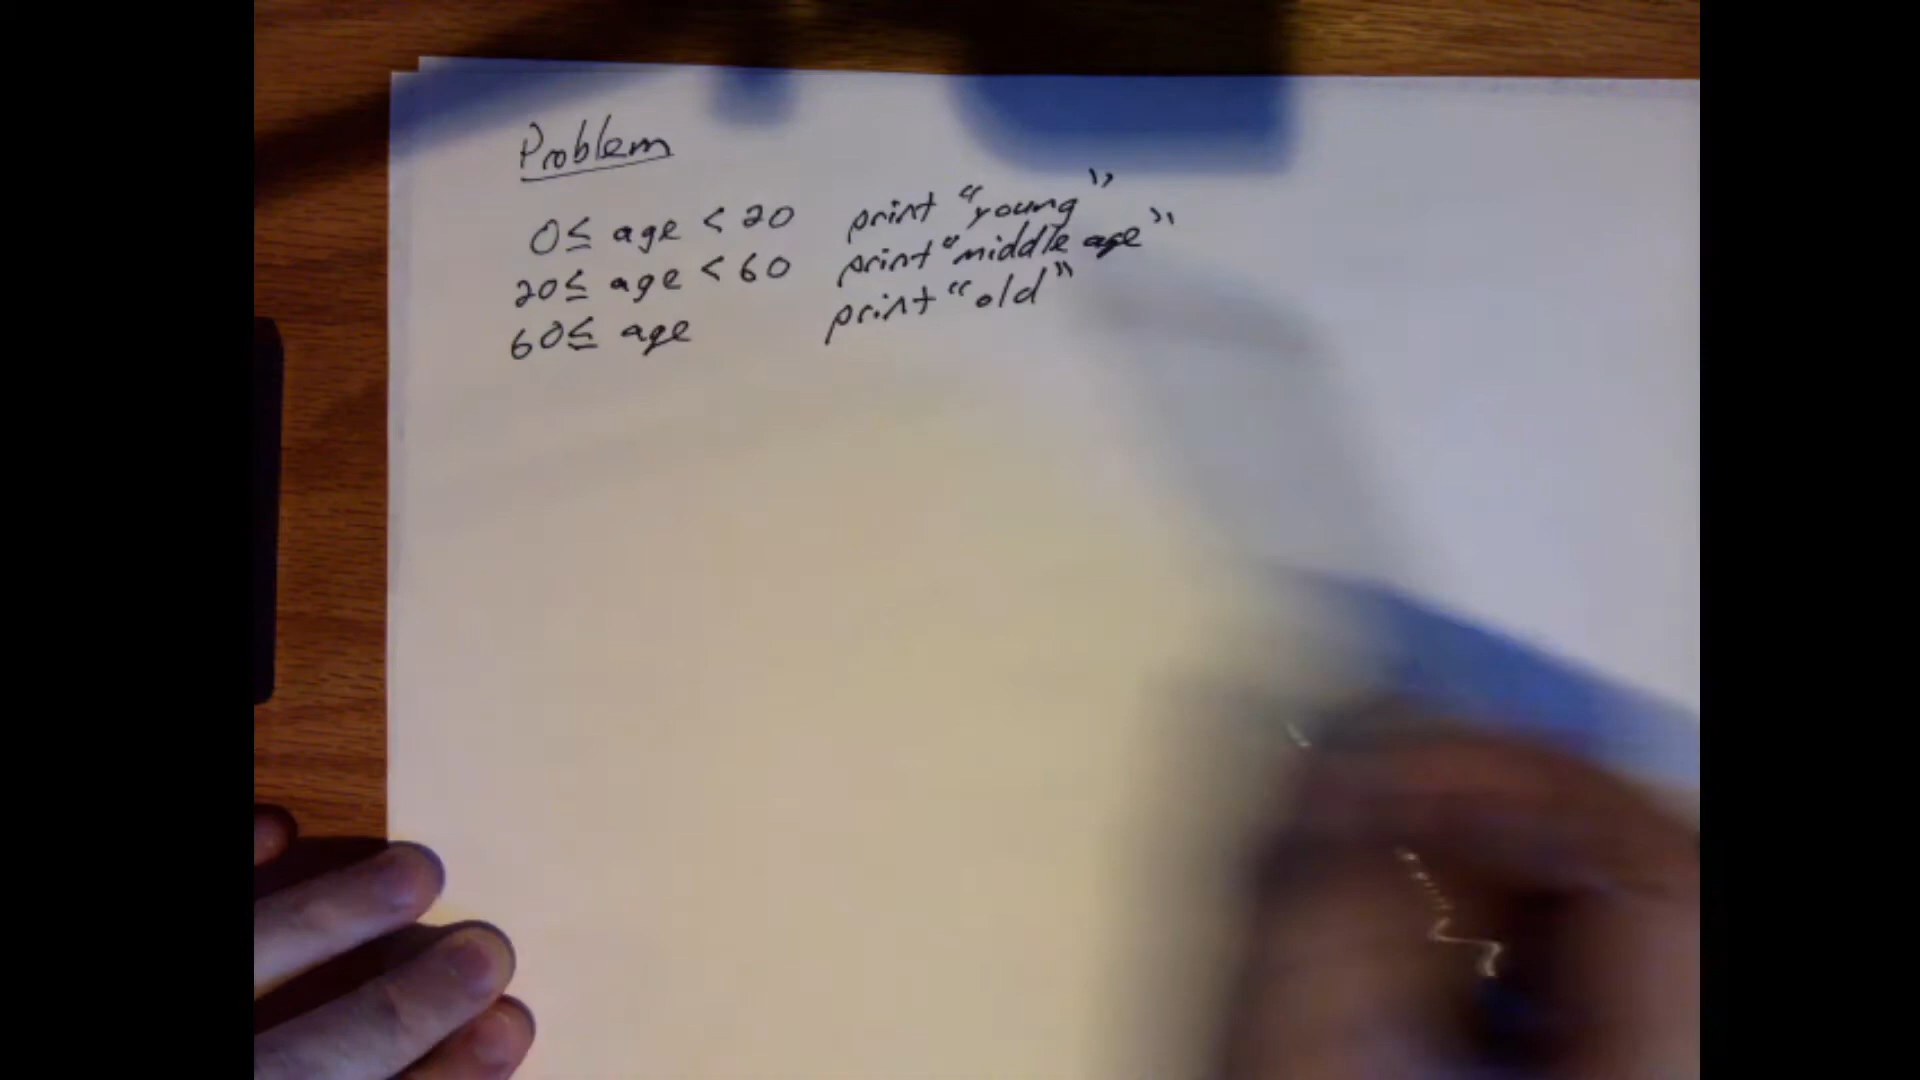 Problem
0≤ age < 20 print "young"
20≤ age < 60 print "middle age"
60≤ age print "old"